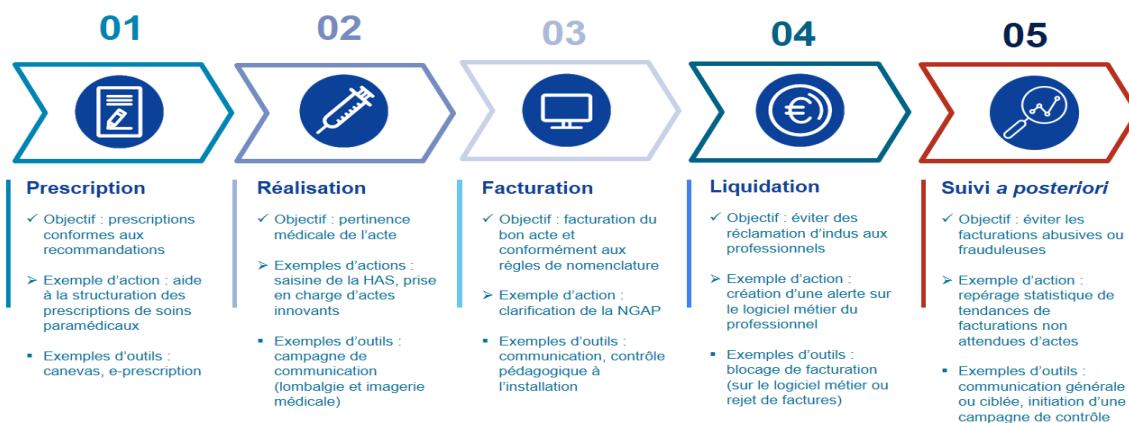 01
02
03
04
05
Prescription
✓ Objectif : prescriptions
conformes aux
recommandations
➢ Exemple d'action : aide
à la structuration des
prescriptions de soins
paramédicaux
▪ Exemples d'outils :
canevas, e-prescription
Réalisation
✓ Objectif : pertinence
médicale de l'acte
➢ Exemples d'actions :
saisine de la HAS, prise
en charge d'actes
innovants
▪ Exemples d'outils :
campagne de
communication
(lombalgie et imagerie
médicale)
Facturation
✓ Objectif : facturation du
bon acte et
conformément aux
règles de nomenclature
➢ Exemple d'action :
clarification de la NGAP
▪ Exemples d'outils :
communication, contrôle
pédagogique à
l'installation
Liquidation
✓ Objectif : éviter des
réclamation d'indus aux
professionnels
➢ Exemple d'action :
création d'une alerte sur
le logiciel métier du
professionnel
▪ Exemples d'outils :
blocage de facturation
(sur le logiciel métier ou
rejet de factures)
Suivi a posteriori
✓ Objectif : éviter les
facturations abusives ou
frauduleuses
➢ Exemple d'action :
repérage statistique de
tendances de
facturations non
attendues d'actes
▪ Exemples d'outils :
communication générale
ou ciblée, initiation d'une
campagne de contrôle